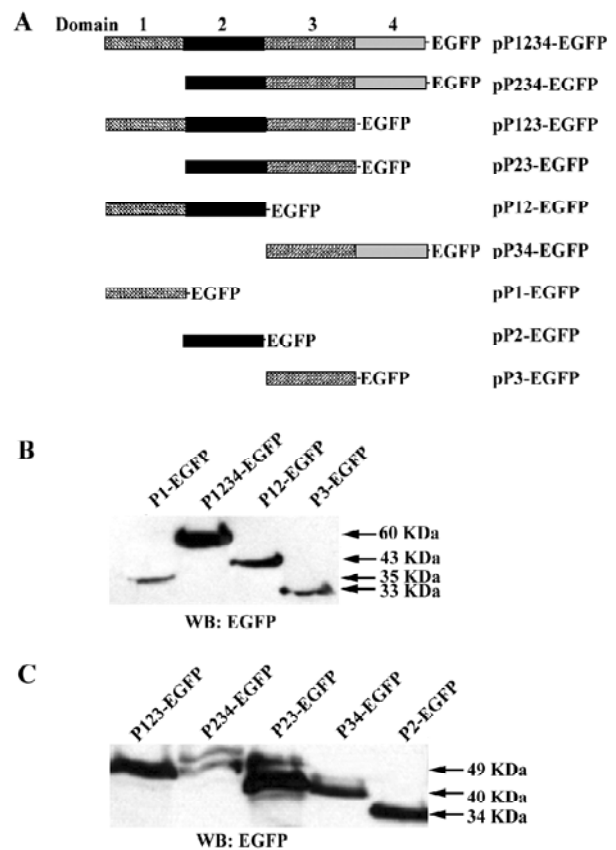 A
Domain 1 2 3 4
EGFP pP1234-EGFP
EGFP pP234-EGFP
EGFP pP123-EGFP
EGFP pP23-EGFP
EGFP pP12-EGFP
EGFP pP34-EGFP
EGFP pP1-EGFP
EGFP pP2-EGFP
EGFP pP3-EGFP
B
P1-EGFP
P1234-EGFP
P12-EGFP
P3-EGFP
60 KDa
43 KDa
35 KDa
33 KDa
WB: EGFP
C
P123-EGFP
P234-EGFP
P23-EGFP
P34-EGFP
P2-EGFP
49 KDa
40 KDa
34 KDa
WB: EGFP